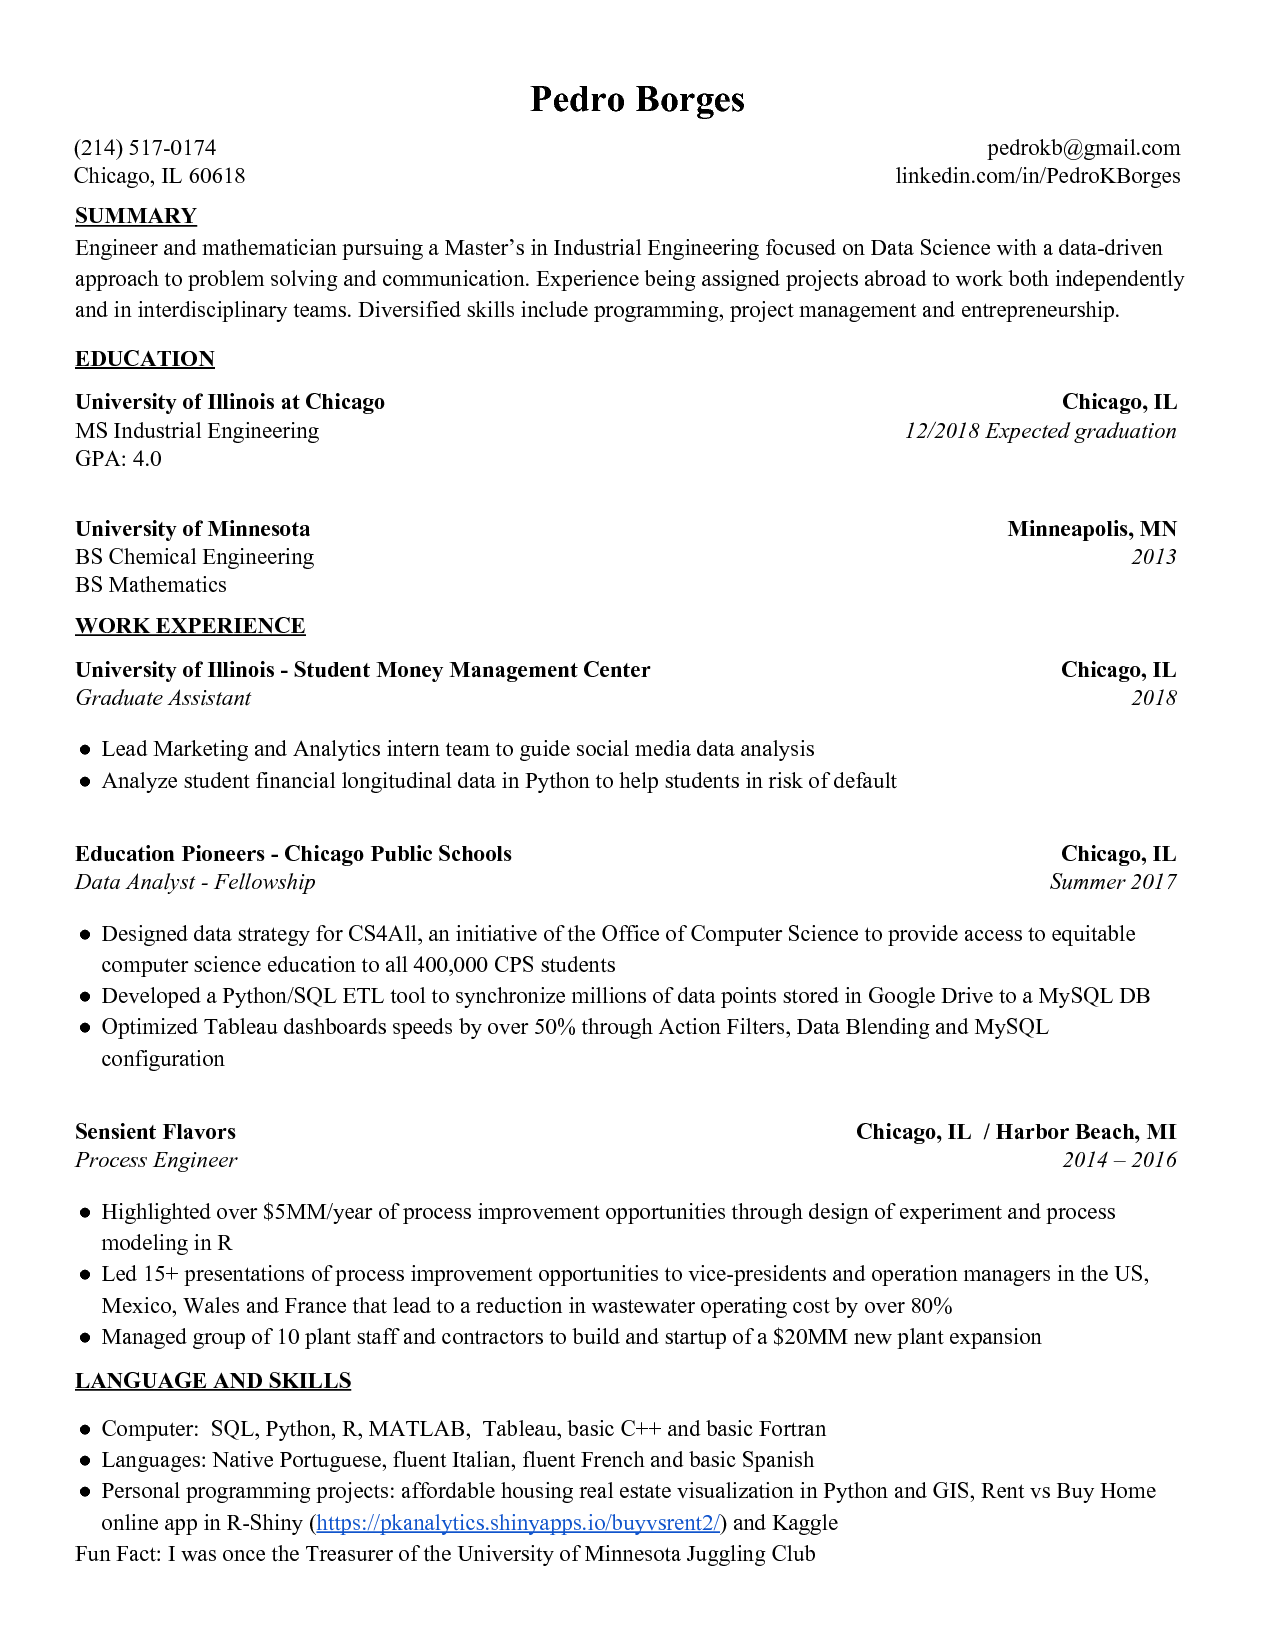 Pedro Borges
(214) 517-0174 pedrokb@gmail.com
Chicago, IL 60618 linkedin.com/in/PedroKBorges
SUMMARY
Engineer and mathematician pursuing a Master’s in Industrial Engineering focused on Data Science with a data-driven
approach to problem solving and communication. Experience being assigned projects abroad to work both independently
and in interdisciplinary teams. Diversified skills include programming, project management and entrepreneurship.
EDUCATION
University of Illinois at Chicago Chicago, IL
MS Industrial Engineering 12/2018 Expected graduation
GPA: 4.0
University of Minnesota Minneapolis, MN
BS Chemical Engineering 2013
BS Mathematics
WORK EXPERIENCE
University of Illinois - Student Money Management Center Chicago, IL
Graduate Assistant 2018
● Lead Marketing and Analytics intern team to guide social media data analysis
● Analyze student financial longitudinal data in Python to help students in risk of default
Education Pioneers - Chicago Public Schools Chicago, IL
Data Analyst - Fellowship Summer 2017
● Designed data strategy for CS4All, an initiative of the Office of Computer Science to provide access to equitable
computer science education to all 400,000 CPS students
● Developed a Python/SQL ETL tool to synchronize millions of data points stored in Google Drive to a MySQL DB
● Optimized Tableau dashboards speeds by over 50% through Action Filters, Data Blending and MySQL
configuration
Sensient Flavors Chicago, IL / Harbor Beach, MI
Process Engineer 2014 – 2016
● Highlighted over $5MM/year of process improvement opportunities through design of experiment and process
modeling in R
● Led 15+ presentations of process improvement opportunities to vice-presidents and operation managers in the US,
Mexico, Wales and France that lead to a reduction in wastewater operating cost by over 80%
● Managed group of 10 plant staff and contractors to build and startup of a $20MM new plant expansion
LANGUAGE AND SKILLS
● Computer: SQL, Python, R, MATLAB, Tableau, basic C++ and basic Fortran
● Languages: Native Portuguese, fluent Italian, fluent French and basic Spanish
● Personal programming projects: affordable housing real estate visualization in Python and GIS, Rent vs Buy Home
online app in R-Shiny (https://pkanalytics.shinyapps.io/buyvsrent2/) and Kaggle
Fun Fact: I was once the Treasurer of the University of Minnesota Juggling Club